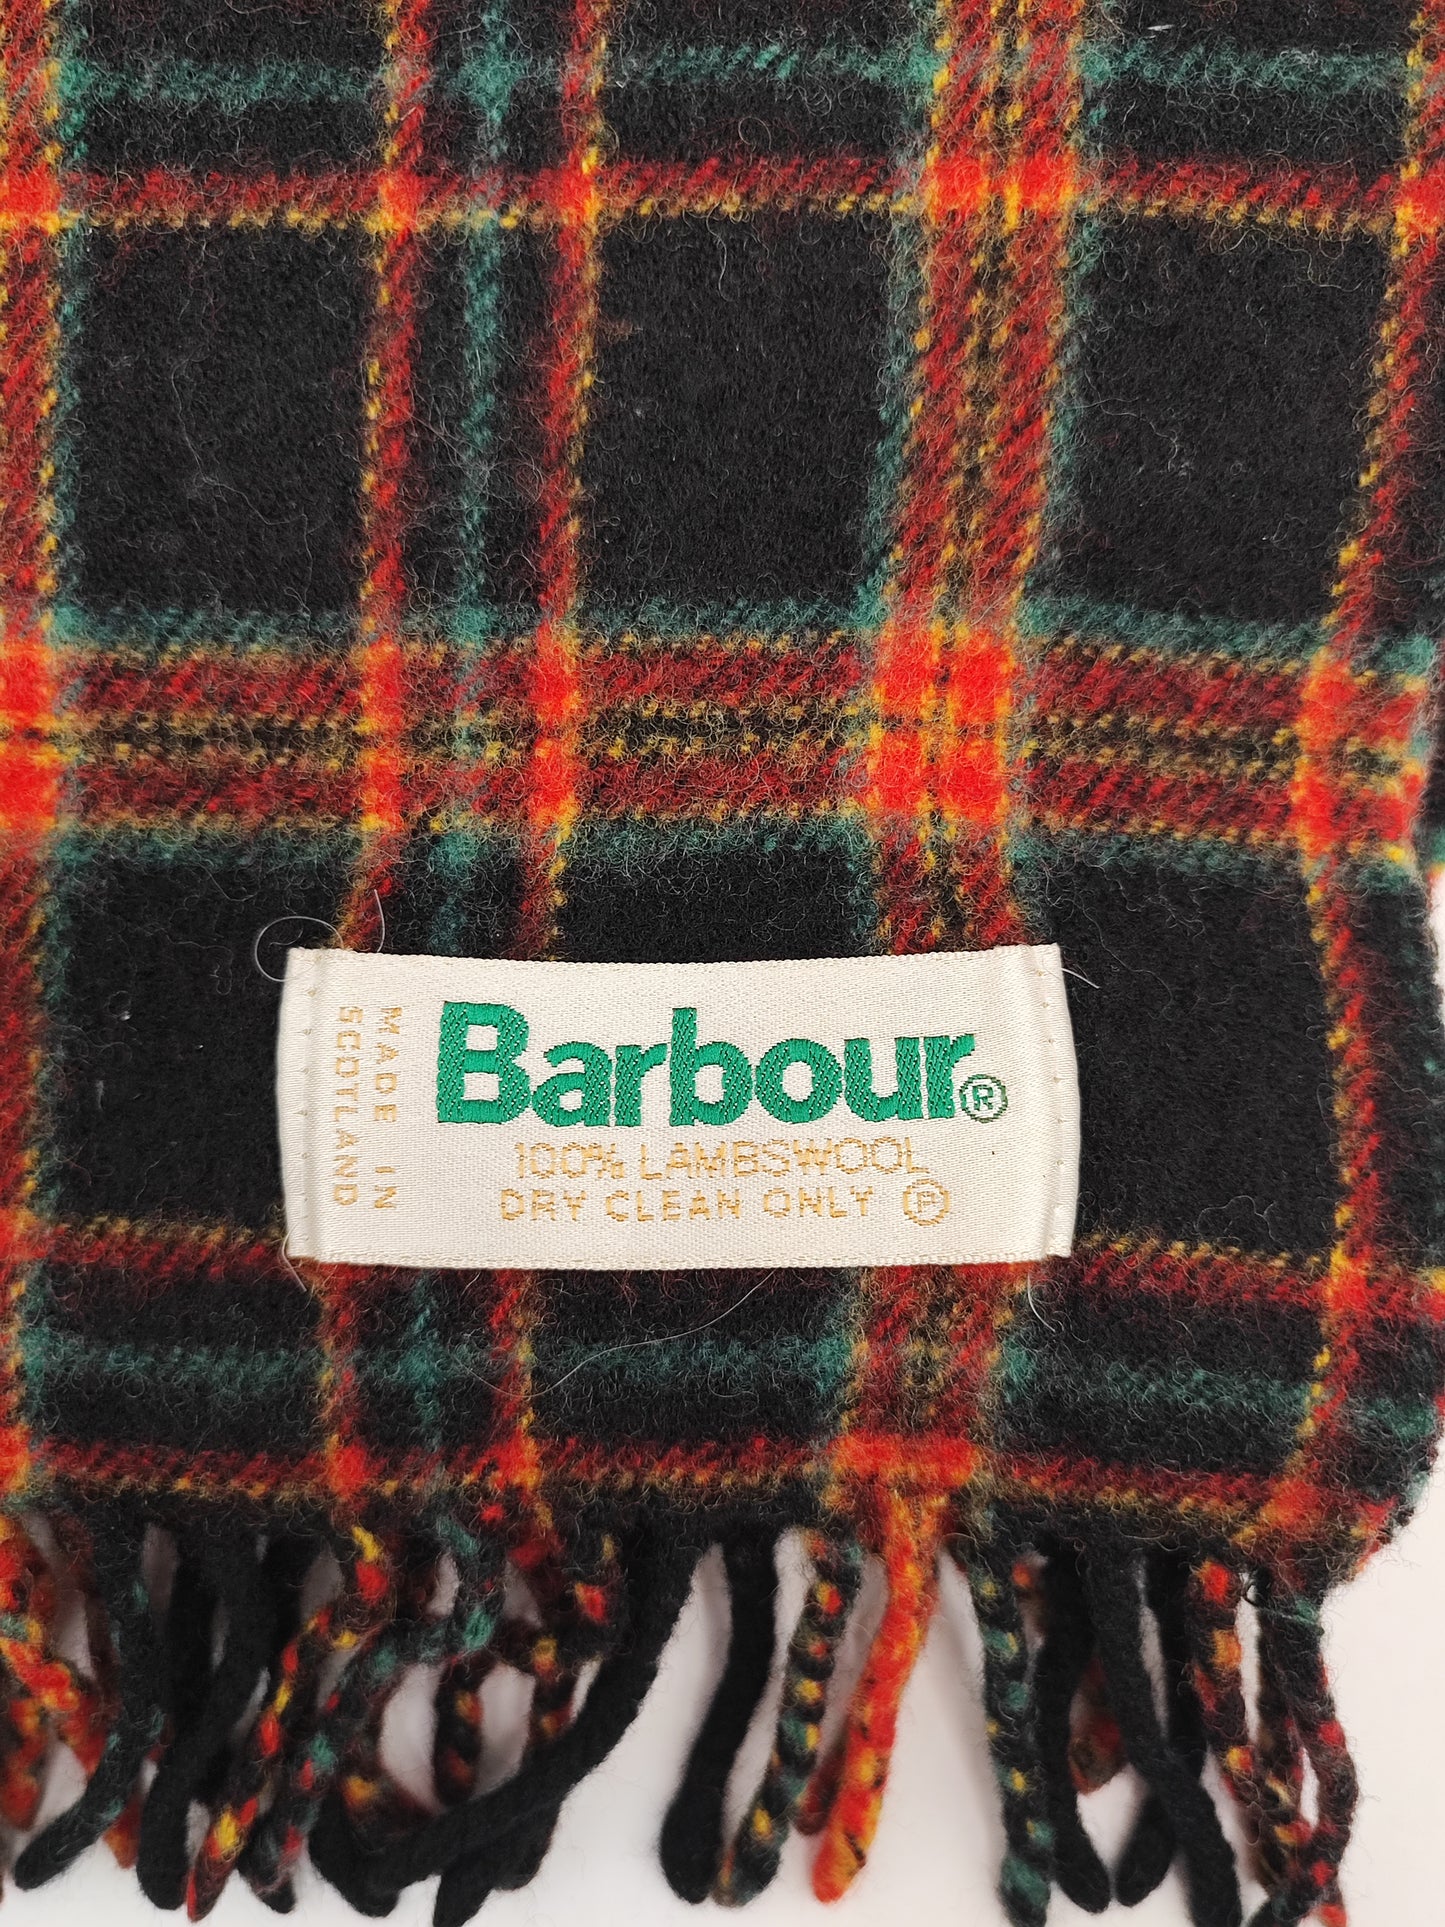 MADE IN
SCOTLAND
Barbour®
100% LAMBSWOOL
DRY CLEAN ONLY Ⓟ